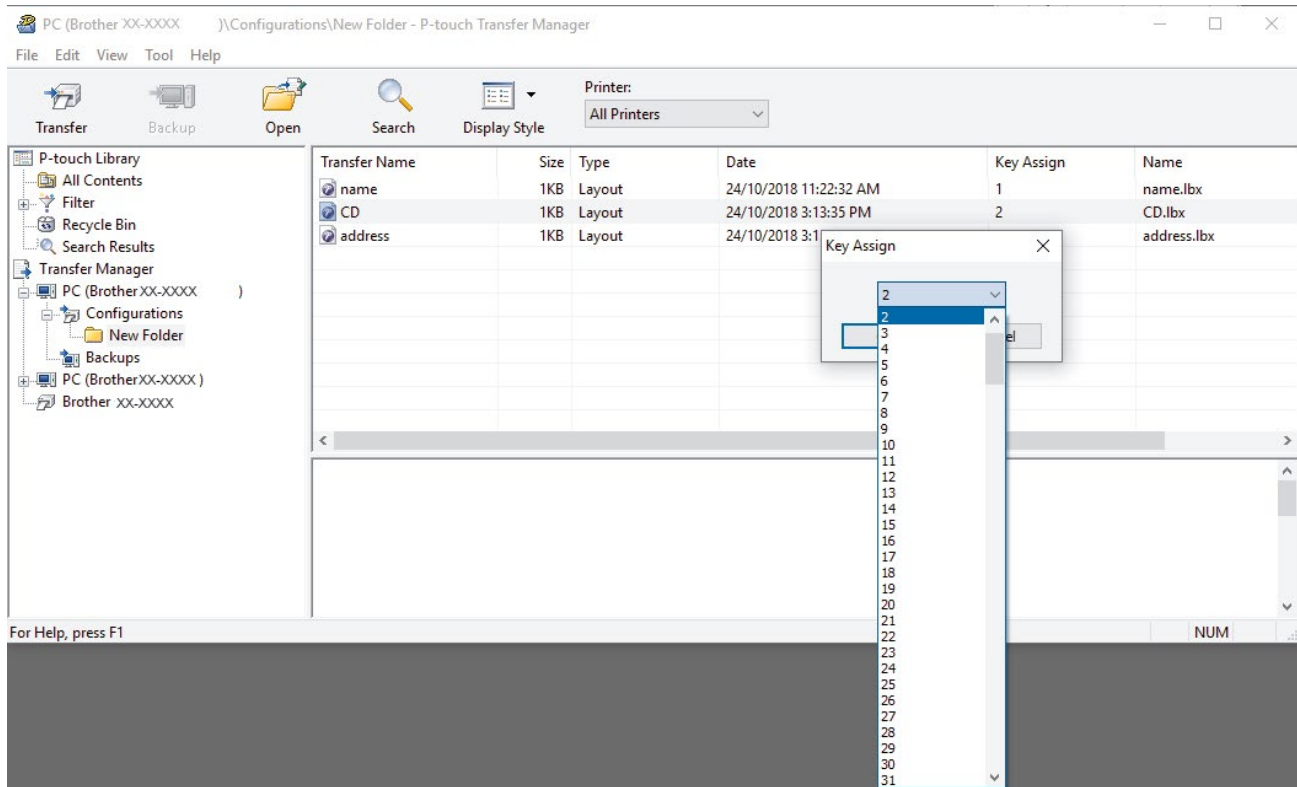 PC (Brother XX-XXXX )\Configurations\New Folder - P-touch Transfer Manager
File Edit View Tool Help
Transfer Backup Open Search Display Style
Printer:
All Printers
P-touch Library
All Contents
Filter
Recycle Bin
Search Results
Transfer Manager
PC (Brother XX-XXXX )
Configurations
New Folder
Backups
PC (BrotherXX-XXXX )
Brother XX-XXXX
Transfer Name Size Type Date Key Assign Name
name 1KB Layout 24/10/2018 11:22:32 AM 1 name.lbx
CD 1KB Layout 24/10/2018 3:13:35 PM 2 CD.lbx
address 1KB Layout 24/10/2018 3:1 address.lbx
Key Assign
2
2
3
4
5
6
7
8
9
10
11
12
13
14
15
16
17
18
19
20
21
22
23
24
25
26
27
28
29
30
31
For Help, press F1
NUM